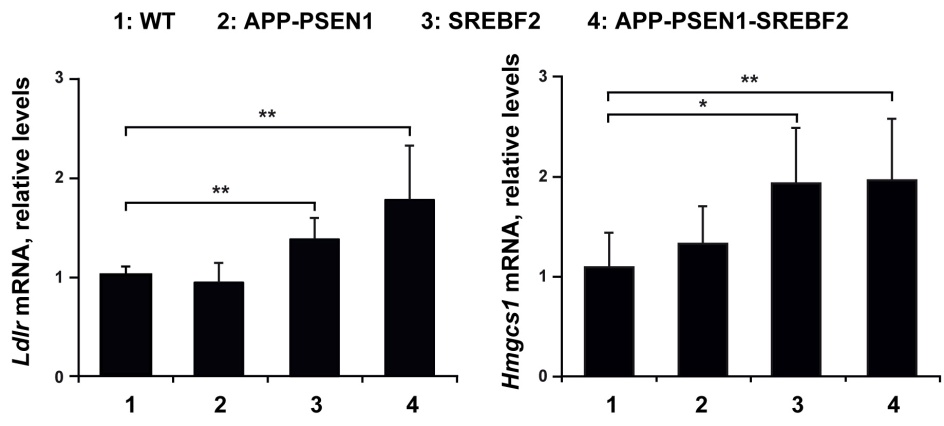 1: WT 2: APP-PSEN1 3: SREBF2 4: APP-PSEN1-SREBF2
Ldlr mRNA, relative levels
3
2
1
0
**
**
1 2 3 4
Hmgcs1 mRNA, relative levels
3
2
1
0
**
*
1 2 3 4